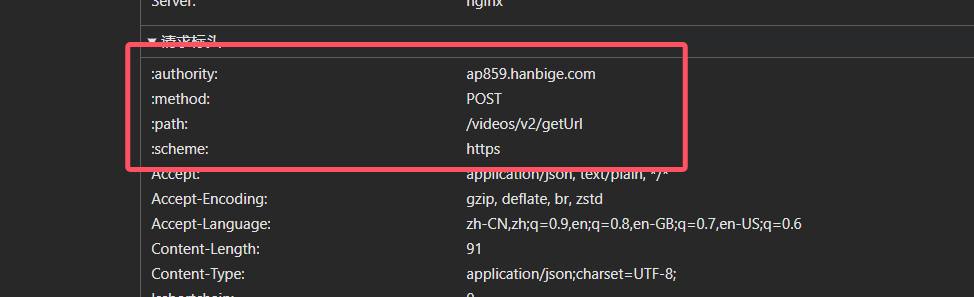 Server: nginx
▼ 请求标头
:authority: ap859.hanbige.com
:method: POST
:path: /videos/v2/getUrl
:scheme: https
Accept: application/json, text/plain, */*
Accept-Encoding: gzip, deflate, br, zstd
Accept-Language: zh-CN,zh;q=0.9,en;q=0.8,en-GB;q=0.7,en-US;q=0.6
Content-Length: 91
Content-Type: application/json;charset=UTF-8;